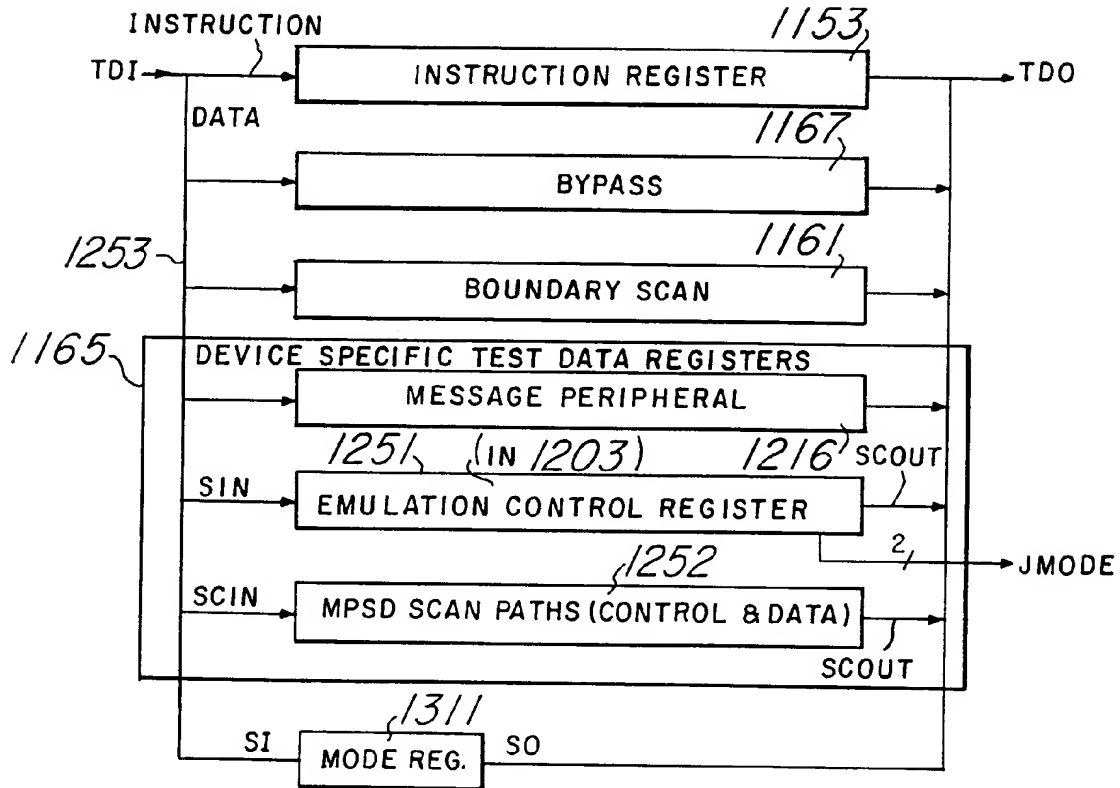 INSTRUCTION
1153
TDI
INSTRUCTION REGISTER
TDO
DATA
1167
BYPASS
1161
1253
BOUNDARY SCAN
1165
DEVICE SPECIFIC TEST DATA REGISTERS
MESSAGE PERIPHERAL
1251
(IN 1203)
1216
SCOUT
SIN
EMULATION CONTROL REGISTER
2
JMODE
1252
SCIN
MPSD SCAN PATHS (CONTROL & DATA)
SCOUT
1311
SI
MODE REG.
SO